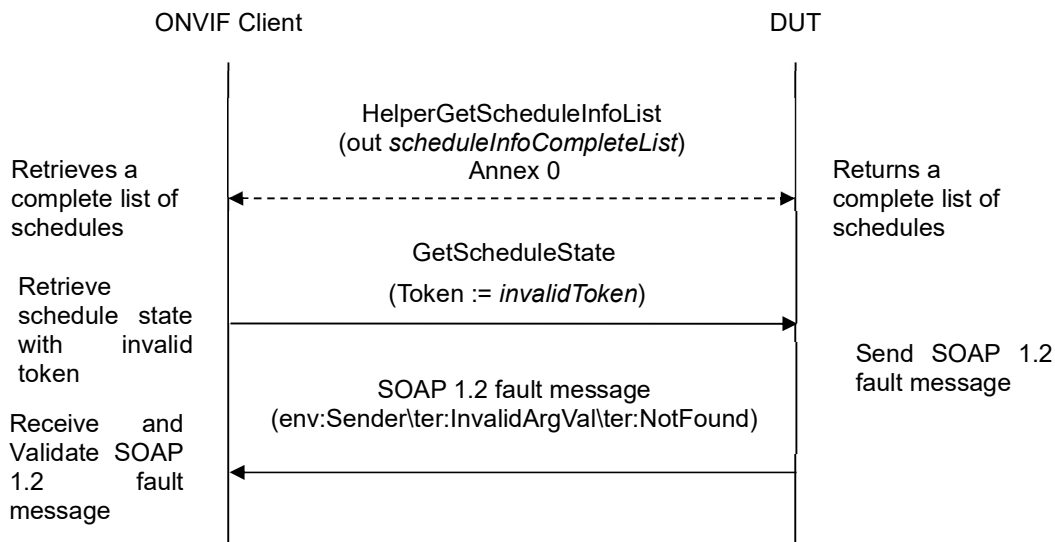 ONVIF Client
DUT
HelperGetScheduleInfoList
(out scheduleInfoCompleteList)
Annex 0
Retrieves a
complete list of
schedules
Returns a
complete list of
schedules
GetScheduleState
(Token := invalidToken)
Retrieve
schedule state
with invalid
token
Send SOAP 1.2
fault message
SOAP 1.2 fault message
(env:Sender\ter:InvalidArgVal\ter:NotFound)
Receive and
Validate SOAP
1.2 fault
message